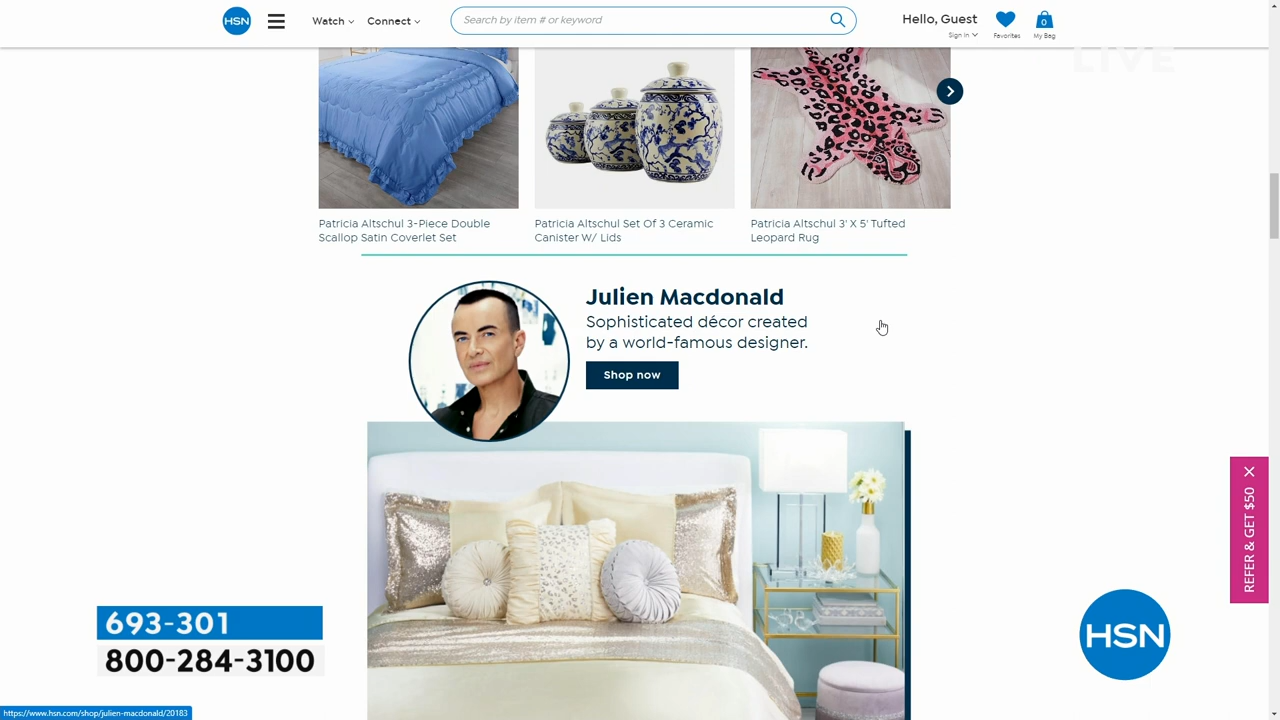 HSN
Watch
Connect
Search by item # or keyword
Hello, Guest
Sign In
Favorites
0
My Bag
LIVE
Patricia Altschul 3-Piece Double
Scallop Satin Coverlet Set
Patricia Altschul Set Of 3 Ceramic
Canister W/ Lids
Patricia Altschul 3' X 5' Tufted
Leopard Rug
Julien Macdonald
Sophisticated décor created
by a world-famous designer.
Shop now
REFER & GET $50
693-301
800-284-3100
HSN
https://www.hsn.com/shop/julien-macdonald/20183